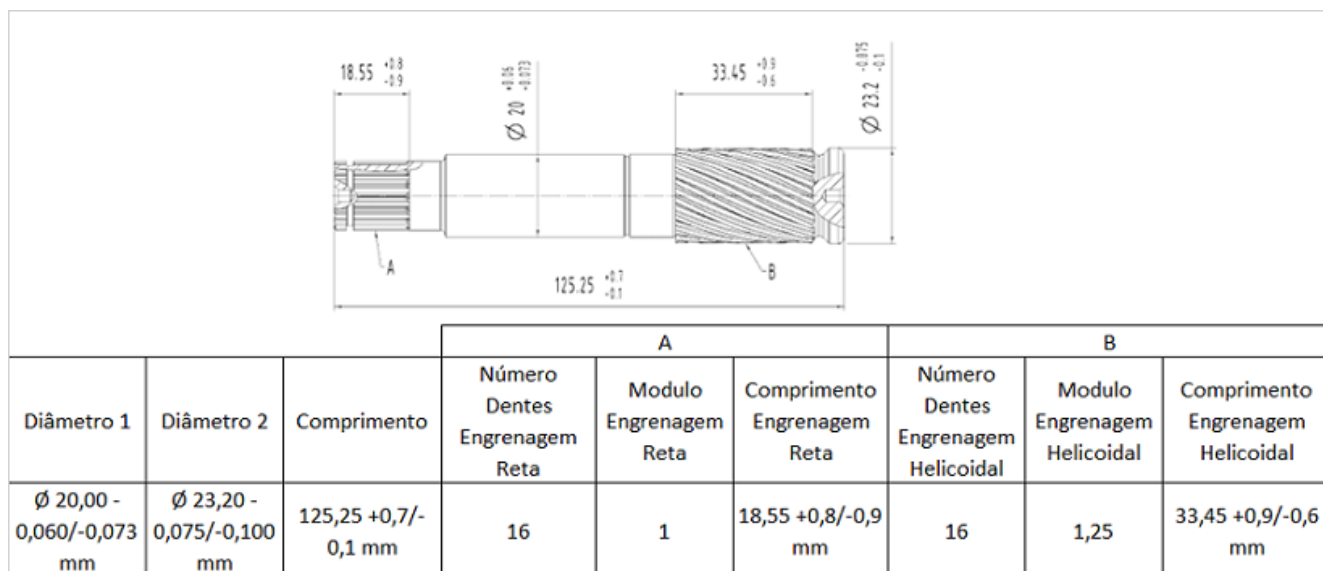 18.55 +0.8 -0.9
Ø 20 +0.06 -0.073
33.45 +0.9 -0.6
Ø 23.2 -0.075 -0.1
A
B
125.25 +0.7 -0.1
A
B
Diâmetro 1
Diâmetro 2
Comprimento
Número
Dentes
Engrenagem
Reta
Modulo
Engrenagem
Reta
Comprimento
Engrenagem
Reta
Número
Dentes
Engrenagem
Helicoidal
Modulo
Engrenagem
Helicoidal
Comprimento
Engrenagem
Helicoidal
Ø 20,00 -
0,060/-0,073
mm
Ø 23,20 -
0,075/-0,100
mm
125,25 +0,7/-
0,1 mm
16
1
18,55 +0,8/-0,9
mm
16
1,25
33,45 +0,9/-0,6
mm